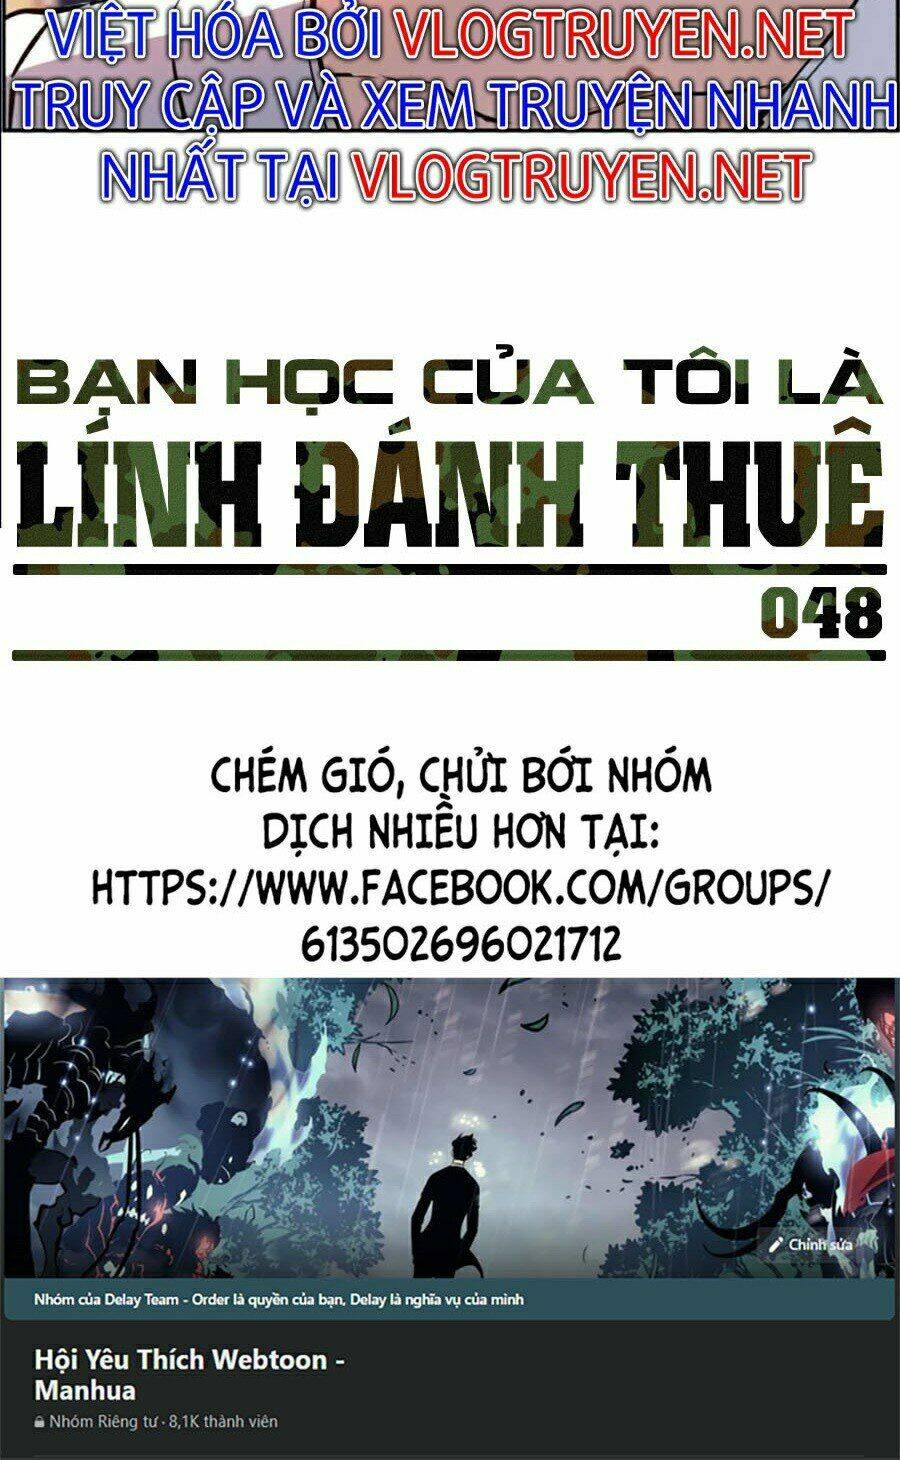 VIỆT HÓA BỞI VLOGTRUYEN.NET
TRUY CẬP VÀ XEM TRUYỆN NHANH
NHẤT TẠI VLOGTRUYEN.NET
BẠN HỌC CỦA TÔI LÀ
LÍNH ĐÁNH THUÊ
048
CHÉM GIÓ, CHỬI BỚI NHÓM
DỊCH NHIỀU HƠN TẠI:
HTTPS://WWW.FACEBOOK.COM/GROUPS/
613502696021712
Chỉnh sửa
Nhóm của Delay Team - Order là quyền của bạn, Delay là nghĩa vụ của mình
Hội Yêu Thích Webtoon -
Manhua
Nhóm Riêng tư · 8,1K thành viên